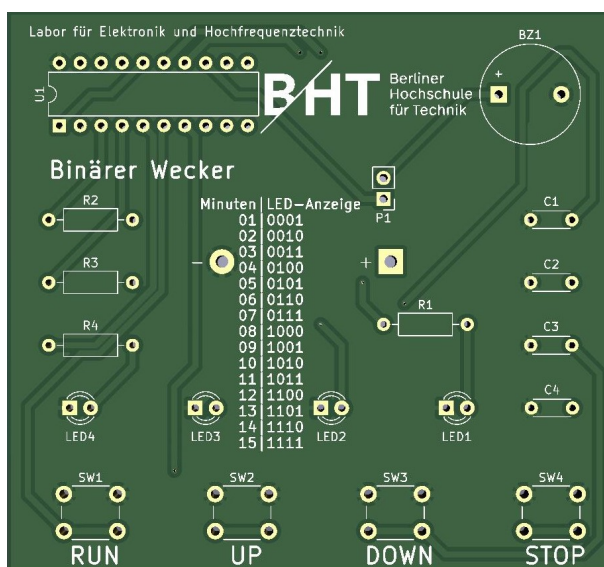 Labor für Elektronik und Hochfrequenztechnik
BZ1
U1
+
BHT
Berliner
Hochschule
für Technik
Binärer Wecker
P1
R2
R3
R4
C1
C2
C3
C4
R1
-
+
Minuten|LED-Anzeige
01|0001
02|0010
03|0011
04|0100
05|0101
06|0110
07|0111
08|1000
09|1001
10|1010
11|1011
12|1100
13|1101
14|1110
15|1111
LED4
LED3
LED2
LED1
SW1
SW2
SW3
SW4
RUN
UP
DOWN
STOP